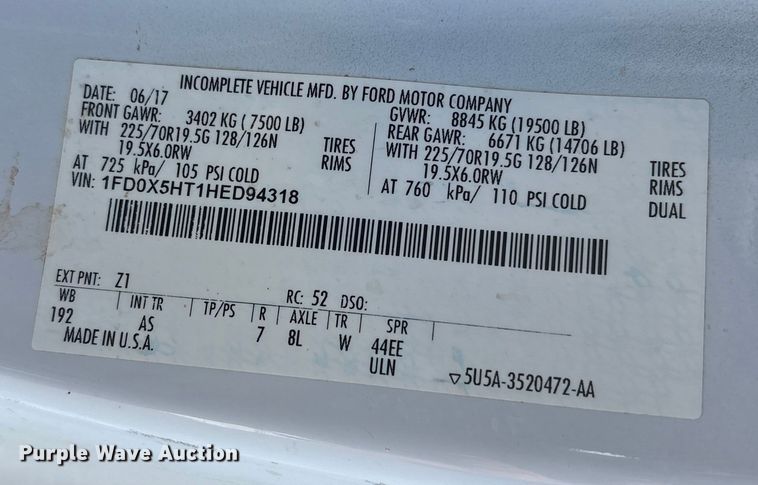 INCOMPLETE VEHICLE MFD. BY FORD MOTOR COMPANY
DATE: 06/17
FRONT GAWR: 3402 KG ( 7500 LB)
WITH 225/70R19.5G 128/126N TIRES
19.5X6.0RW RIMS
AT 725 kPa/ 105 PSI COLD
GVWR: 8845 KG (19500 LB)
REAR GAWR: 6671 KG (14706 LB)
WITH 225/70R19.5G 128/126N TIRES
19.5X6.0RW RIMS
AT 760 kPa/ 110 PSI COLD DUAL
VIN: 1FD0X5HT1HED94318
EXT PNT: Z1 RC: 52 DSO:
WB INT TR TP/PS R AXLE TR SPR
192 AS 7 8L W 44EE
MADE IN U.S.A. ULN
▽5U5A-3520472-AA
Purple Wave Auction